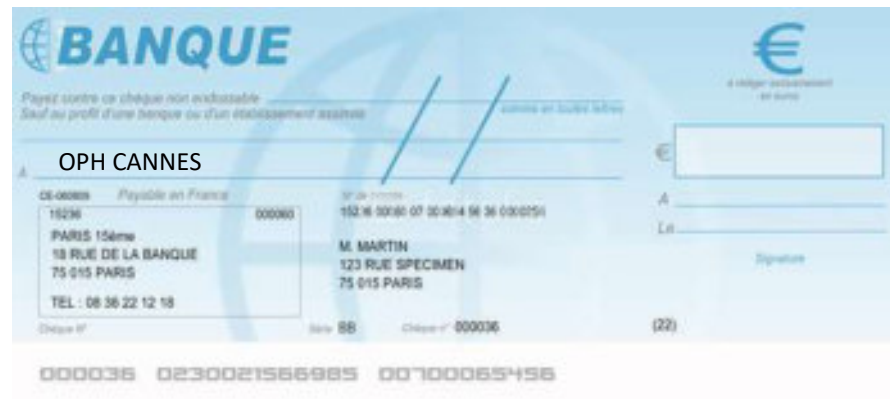 BANQUE
€
à rédiger exclusivement
en euros
Payez contre ce chèque non endossable
somme en toutes lettres
Sauf au profit d'une banque ou d'un établissement assimilé
€
À OPH CANNES
Payable en France
A
10236 000060
PARIS 15ème
18 RUE DE LA BANQUE
75 015 PARIS
TEL : 08 36 22 12 18
M. MARTIN
123 RUE SPECIMEN
75 015 PARIS
Le
Signature
Chèque N° Série BB Chèque n° 000036 (22)
000036 0230021566985 00700065456